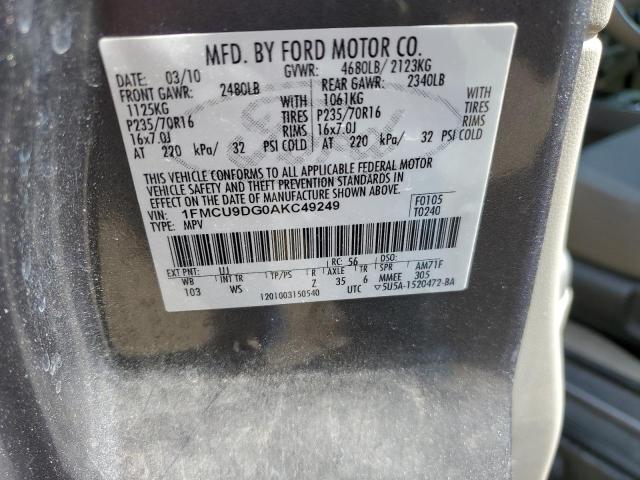 MFD. BY FORD MOTOR CO.
DATE: 03/10 GVWR: 4680LB/ 2123KG
FRONT GAWR: 2480LB REAR GAWR: 2340LB
1125KG WITH 1061KG WITH
P235/70R16 TIRES P235/70R16 TIRES
16x7.0J RIMS 16x7.0J RIMS
AT 220 kPa/ 32 PSI COLD AT 220 kPa/ 32 PSI COLD
THIS VEHICLE CONFORMS TO ALL APPLICABLE FEDERAL MOTOR
VEHICLE SAFETY AND THEFT PREVENTION STANDARDS IN
EFFECT ON THE DATE OF MANUFACTURE SHOWN ABOVE.
VIN: 1FMCU9DG0AKC49249 F0105
TYPE: MPV T0240
EXT PNT: UJ RC: 56 DSO:
WB INT TR TP/PS R AXLE TR SPR AM71F
103 WS Z 35 6 MMEE 305
1201003150540 UTC ▽5U5A-1520472-BA
Ford